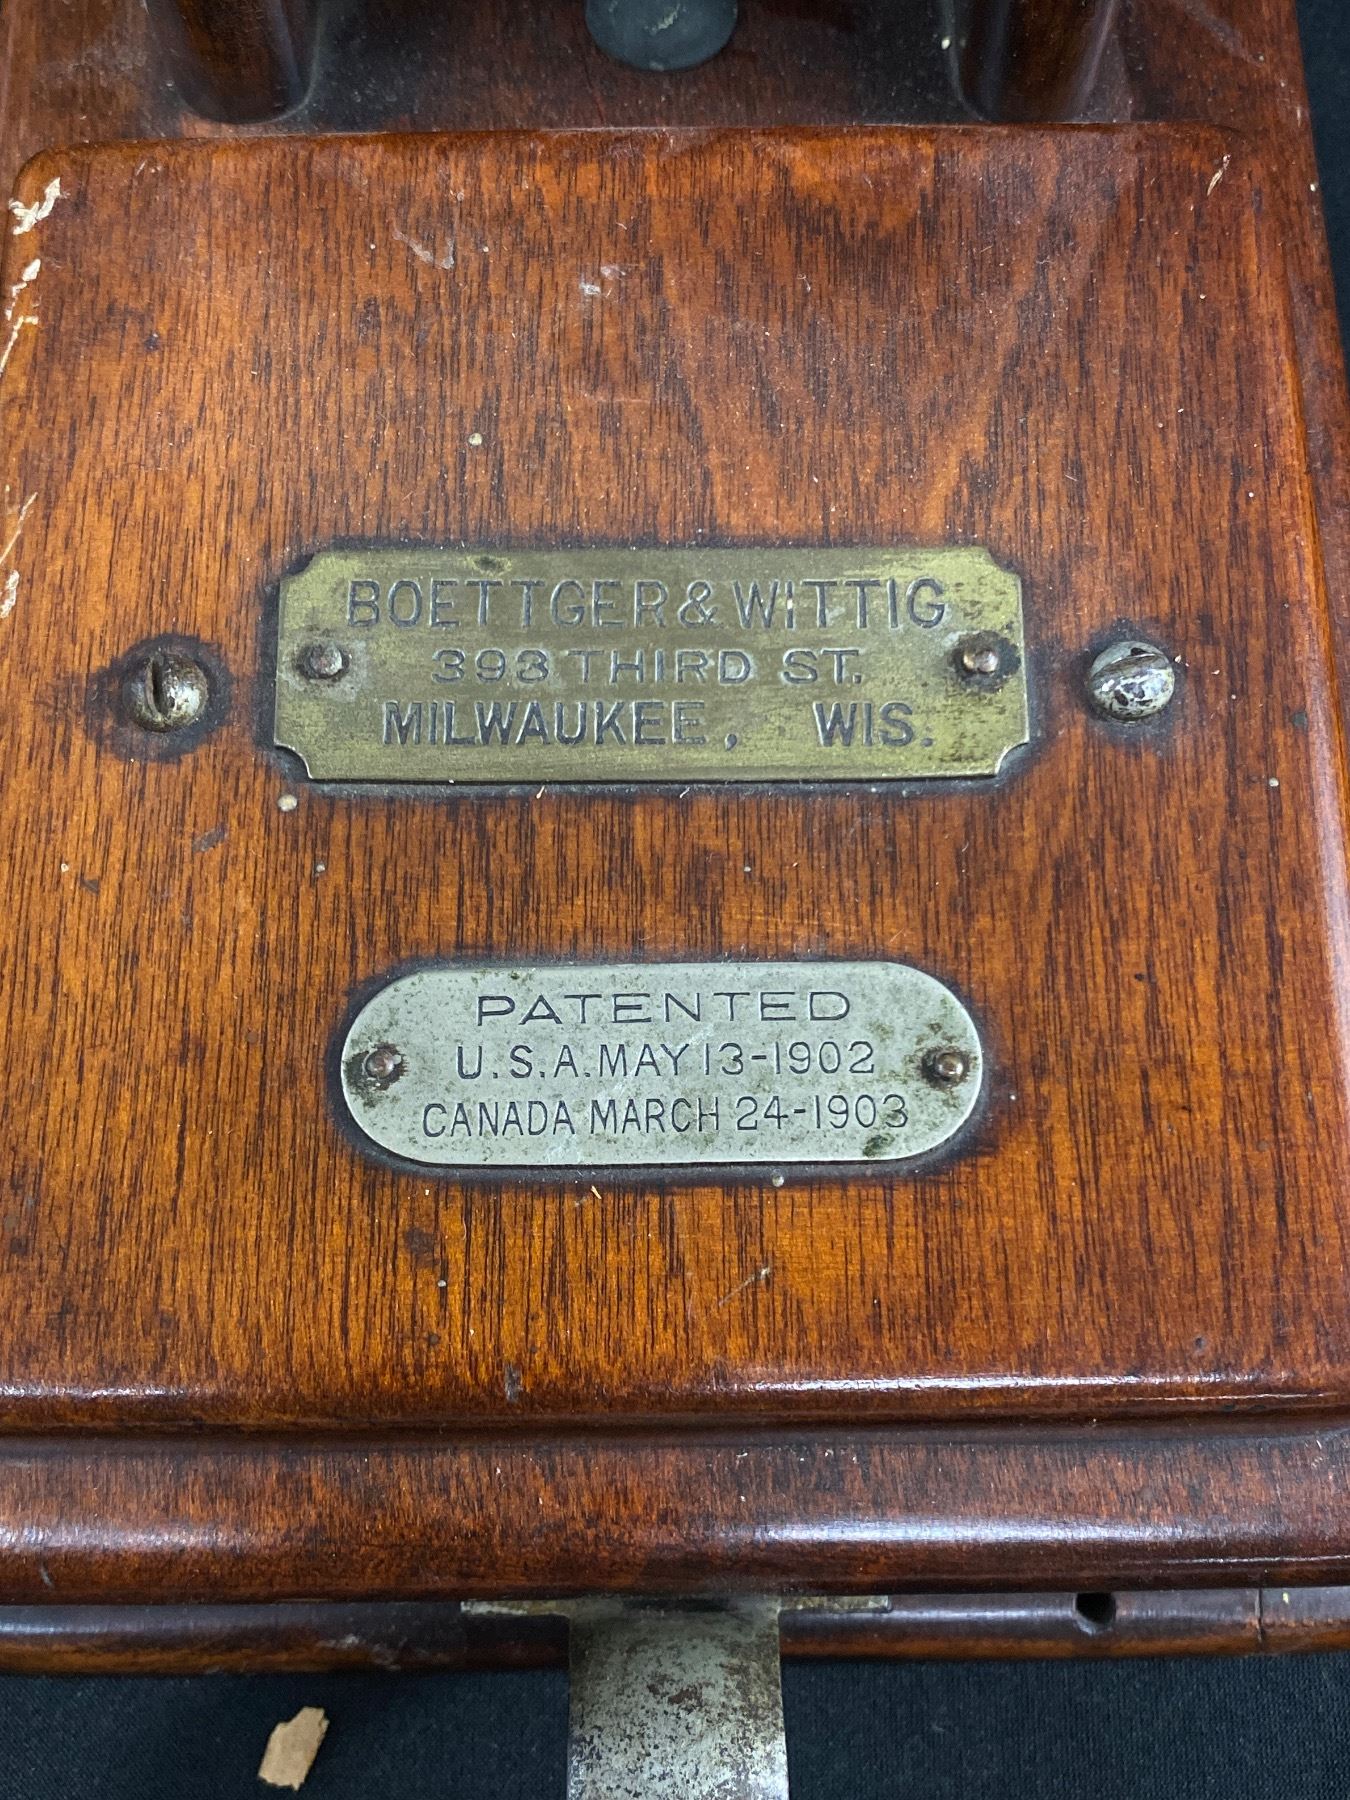 BOETTGER & WITTIG
393 THIRD ST.
MILWAUKEE, WIS.
PATENTED
U.S.A. MAY 13-1902
CANADA MARCH 24-1903